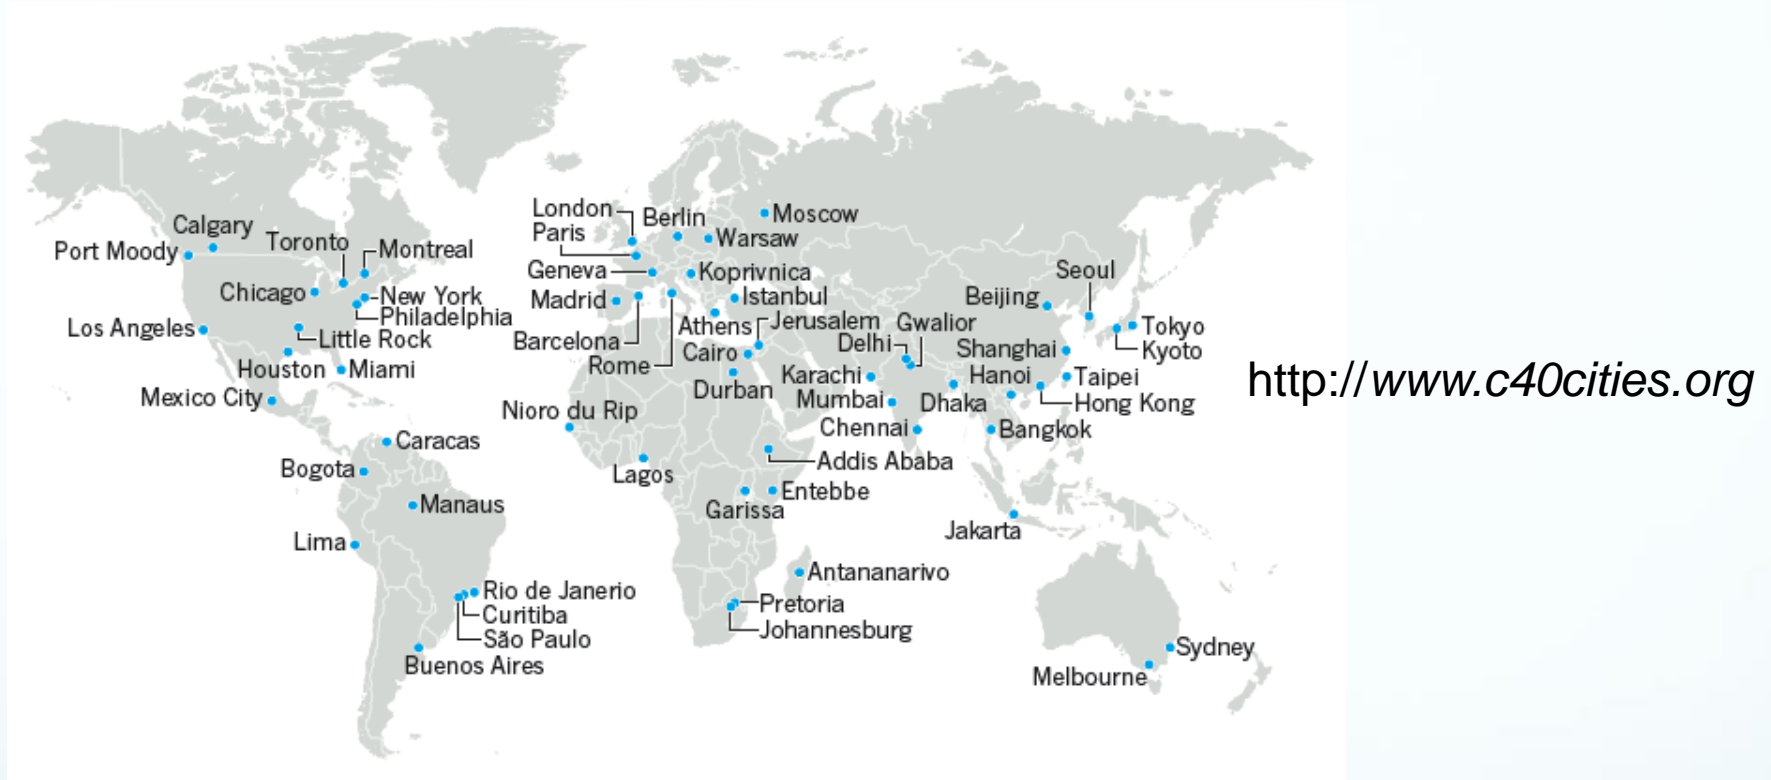 Calgary
Port Moody
Toronto
Montreal
Chicago
New York
Philadelphia
Los Angeles
Little Rock
Houston
Miami
Mexico City
Caracas
Bogota
Manaus
Lima
Rio de Janerio
Curitiba
São Paulo
Buenos Aires
London
Paris
Berlin
Moscow
Warsaw
Geneva
Koprivnica
Madrid
Istanbul
Barcelona
Athens
Jerusalem
Rome
Cairo
Durban
Nioro du Rip
Lagos
Addis Ababa
Entebbe
Garissa
Antananarivo
Pretoria
Johannesburg
Seoul
Beijing
Gwalior
Delhi
Shanghai
Tokyo
Kyoto
Karachi
Hanoi
Taipei
Mumbai
Dhaka
Hong Kong
Chennai
Bangkok
Jakarta
Sydney
Melbourne
http://www.c40cities.org